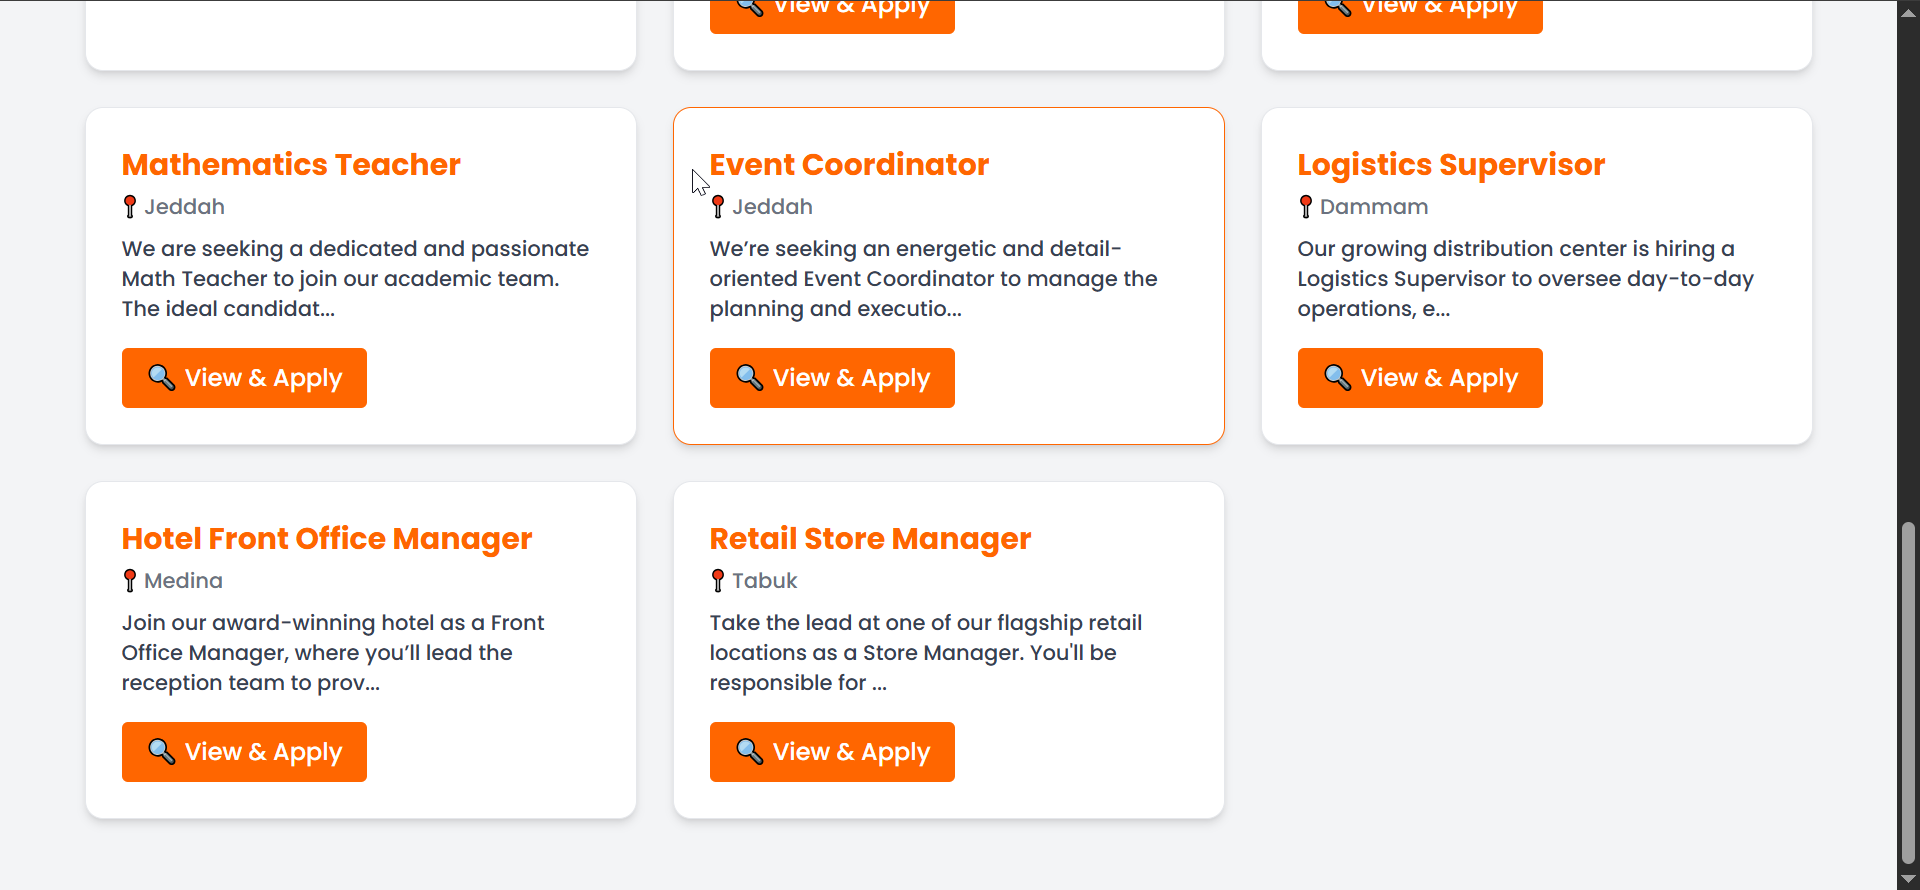 View & Apply
View & Apply
Mathematics Teacher
Jeddah
We are seeking a dedicated and passionate
Math Teacher to join our academic team.
The ideal candidat...
View & Apply
Event Coordinator
Jeddah
We’re seeking an energetic and detail-
oriented Event Coordinator to manage the
planning and executio...
View & Apply
Logistics Supervisor
Dammam
Our growing distribution center is hiring a
Logistics Supervisor to oversee day-to-day
operations, e...
View & Apply
Hotel Front Office Manager
Medina
Join our award-winning hotel as a Front
Office Manager, where you’ll lead the
reception team to prov...
View & Apply
Retail Store Manager
Tabuk
Take the lead at one of our flagship retail
locations as a Store Manager. You'll be
responsible for ...
View & Apply